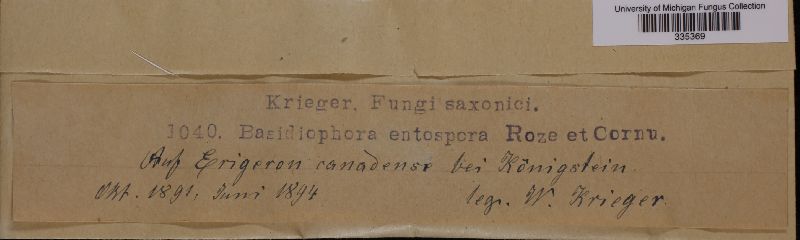 University of Michigan Fungus Collection
335369
Krieger, Fungi saxonici.
1040. Basidiophora entospora Roze et Cornu.
Auf Erigeron canadense bei Königstein.
Okt. 1891, Juni 1894 leg. W. Krieger.